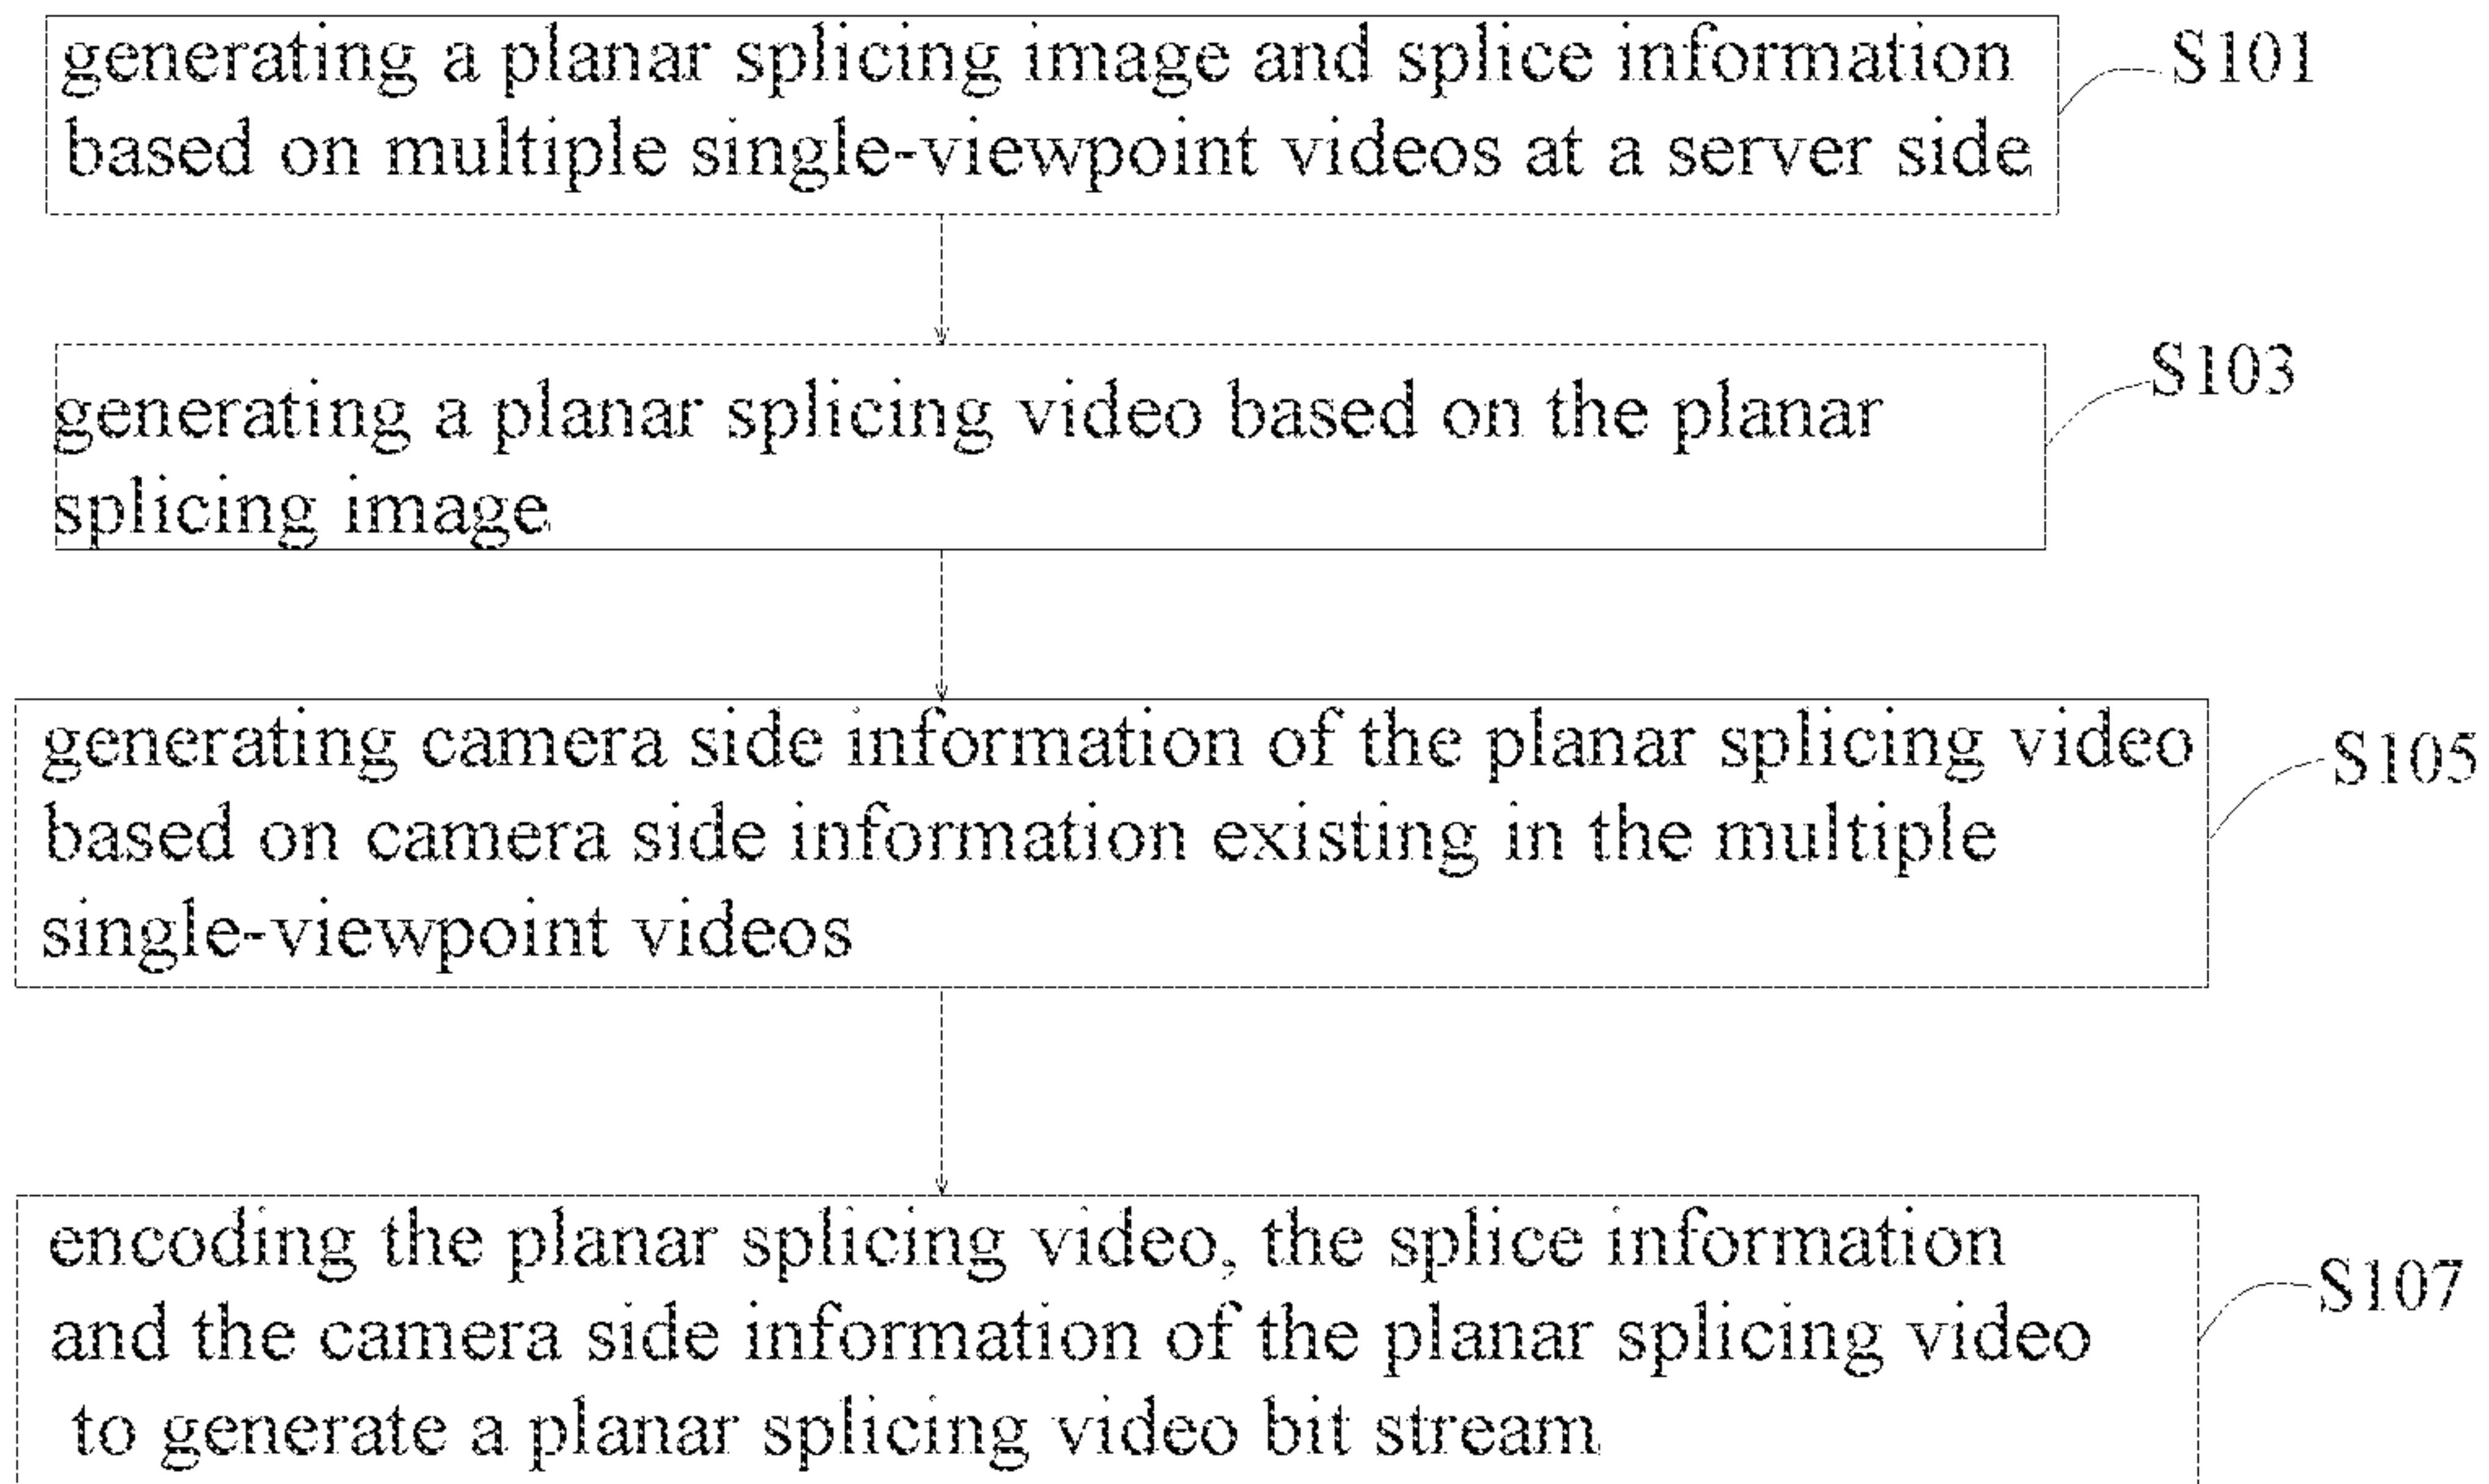 generating a planar splicing image and splice information
based on multiple single-viewpoint videos at a server side
S101
generating a planar splicing video based on the planar
splicing image
S103
generating camera side information of the planar splicing video
based on camera side information existing in the multiple
single-viewpoint videos
S105
encoding the planar splicing video, the splice information
and the camera side information of the planar splicing video
to generate a planar splicing video bit stream
S107